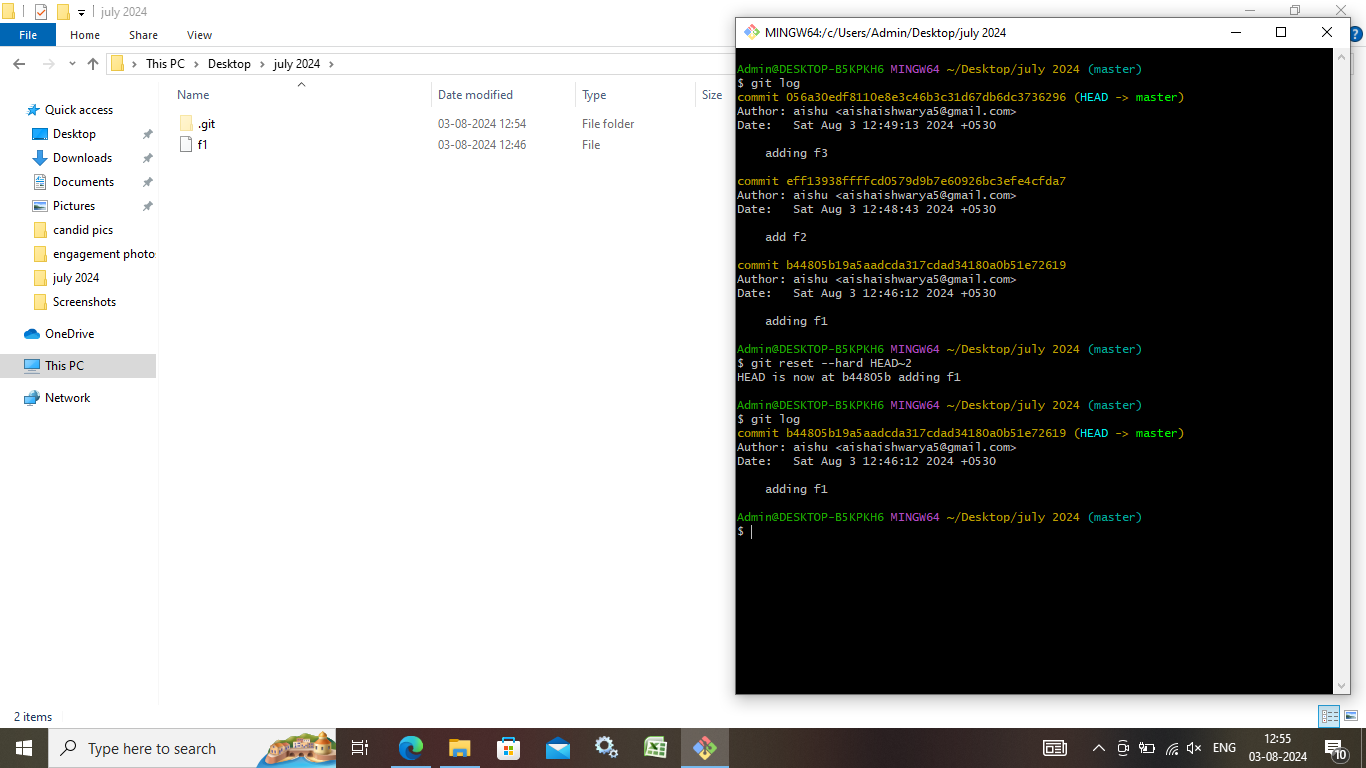 july 2024
File Home Share View
This PC > Desktop > july 2024 >
Name Date modified Type Size
Quick access
Desktop
Downloads
Documents
Pictures
candid pics
engagement photo
july 2024
Screenshots
OneDrive
This PC
Network
.git 03-08-2024 12:54 File folder
f1 03-08-2024 12:46 File
2 items
MINGW64:/c/Users/Admin/Desktop/july 2024
Admin@DESKTOP-B5KPKH6 MINGW64 ~/Desktop/july 2024 (master)
$ git log
commit 056a30edf8110e8e3c46b3c31d67db6dc3736296 (HEAD -> master)
Author: aishu <aishaishwarya5@gmail.com>
Date:   Sat Aug 3 12:49:13 2024 +0530
adding f3
commit eff13938ffffcd0579d9b7e60926bc3efe4cfda7
Author: aishu <aishaishwarya5@gmail.com>
Date:   Sat Aug 3 12:48:43 2024 +0530
add f2
commit b44805b19a5aadcda317cdad34180a0b51e72619
Author: aishu <aishaishwarya5@gmail.com>
Date:   Sat Aug 3 12:46:12 2024 +0530
adding f1
Admin@DESKTOP-B5KPKH6 MINGW64 ~/Desktop/july 2024 (master)
$ git reset --hard HEAD~2
HEAD is now at b44805b adding f1
Admin@DESKTOP-B5KPKH6 MINGW64 ~/Desktop/july 2024 (master)
$ git log
commit b44805b19a5aadcda317cdad34180a0b51e72619 (HEAD -> master)
Author: aishu <aishaishwarya5@gmail.com>
Date:   Sat Aug 3 12:46:12 2024 +0530
adding f1
Admin@DESKTOP-B5KPKH6 MINGW64 ~/Desktop/july 2024 (master)
$
Type here to search
ENG
12:55
03-08-2024
10